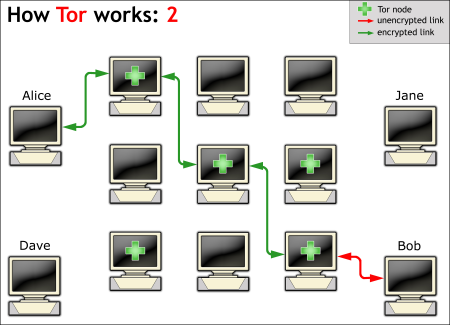 How Tor works: 2
Tor node
unencrypted link
encrypted link
Alice
Jane
Dave
Bob